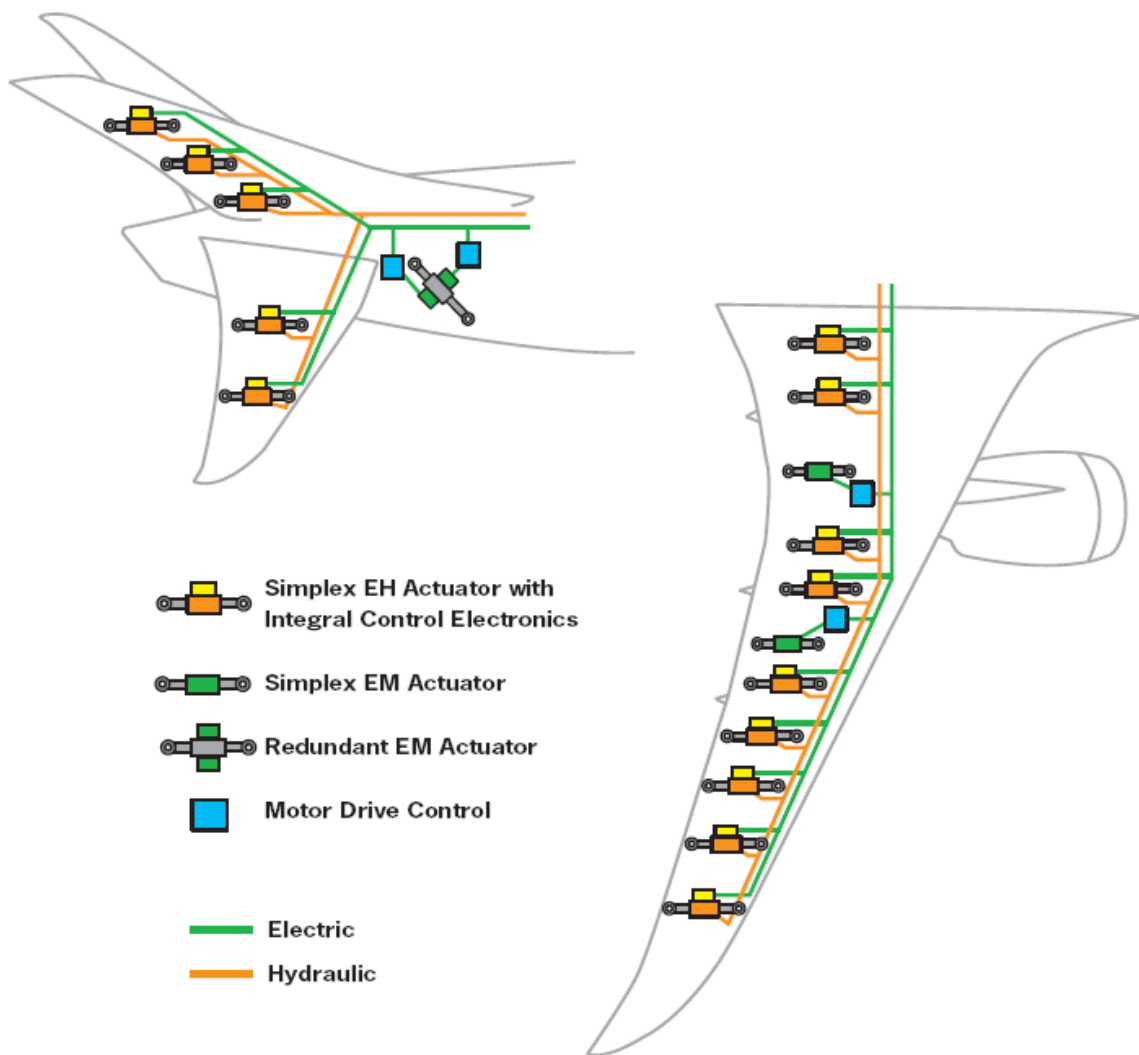 Simplex EH Actuator with
Integral Control Electronics
Simplex EM Actuator
Redundant EM Actuator
Motor Drive Control
Electric
Hydraulic